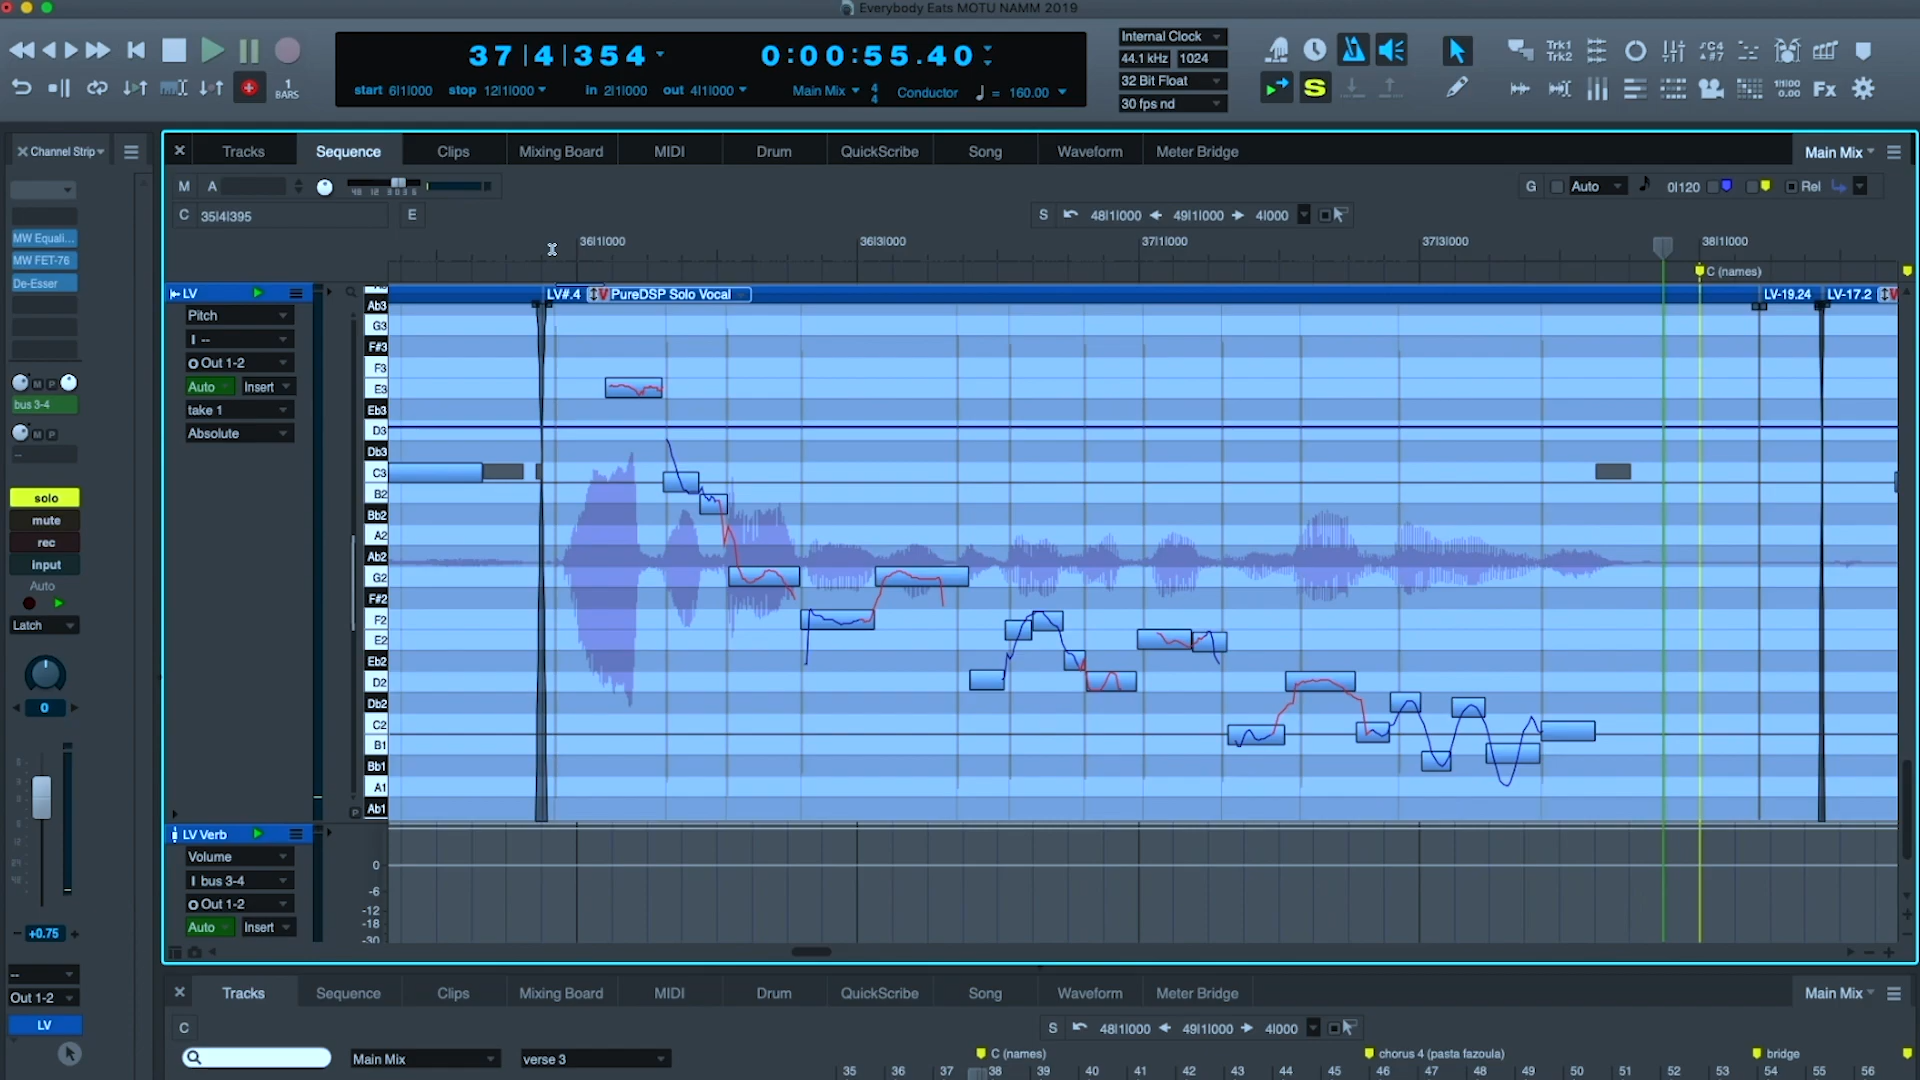 Everybody Eats MOTU NAMM 2019
37|4|354
0:00:55.40
start 6|1|000 stop 12|1|000 in 2|1|000 out 4|1|000 Main Mix 4 4 Conductor = 160.00
1 BARS
Internal Clock
44.1 kHz 1024
32 Bit Float
30 fps nd
S
Trk1 Trk2
C4 #7
Fx
Channel Strip
Tracks Sequence Clips Mixing Board MIDI Drum QuickScribe Song Waveform Meter Bridge Main Mix
M A
G Auto 0|120 Rel
C 35|4|395 E
S 48|1|000 49|1|000 4|000
36|1|000 36|3|000 37|1|000 37|3|000 38|1|000
C (names)
MW Equali...
MW FET-76
De-Esser
M P
bus 3-4
M P
--
solo
mute
rec
input
Auto
Latch
0
+0.75
--
Out 1-2
LV
LV
Pitch
--
Out 1-2
Auto Insert
take 1
Absolute
LV#.4 V PureDSP Solo Vocal
LV-19.24 LV-17.2 V
Ab3
G3
F#3
F3
E3
Eb3
D3
Db3
C3
B2
Bb2
A2
Ab2
G2
F#2
F2
E2
Eb2
D2
Db2
C2
B1
Bb1
A1
Ab1
P
LV Verb
Volume
bus 3-4
Out 1-2
Auto Insert
0
-6
-12
-18
-30
Tracks Sequence Clips Mixing Board MIDI Drum QuickScribe Song Waveform Meter Bridge Main Mix
C
S 48|1|000 49|1|000 4|000
Main Mix verse 3
C (names) chorus 4 (pasta fazoula) bridge
35 36 37 38 39 40 41 42 43 44 45 46 47 48 49 50 51 52 53 54 55 56